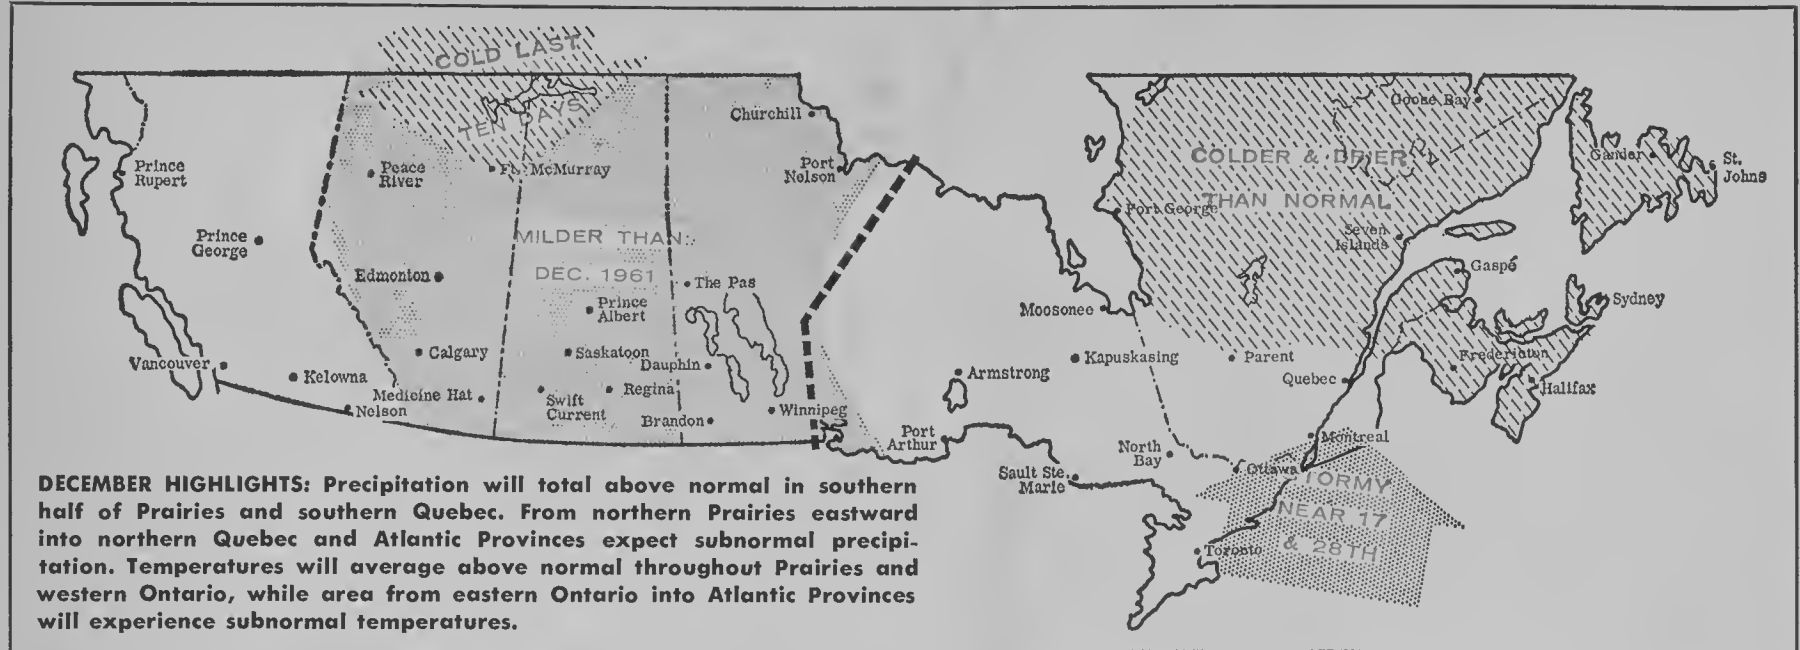 COLD LAST
TEN DAYS
Churchill
Prince
Rupert
Peace
River
Ft. McMurray
Port
Nelson
Prince
George
MILDER THAN
DEC. 1961
Edmonton
The Pas
Prince
Albert
Vancouver
Kelowna
Calgary
Saskatoon
Dauphin
Medicine Hat
Nelson
Swift
Current
Regina
Brandon
Winnipeg
Goose Bay
COLDER & DRIER
THAN NORMAL
Gander
St.
Johns
Fort George
Seven
Islands
Gaspé
Sydney
Moosonee
Kapuskasing
Parent
Armstrong
Quebec
Fredericton
Halifax
Port
Arthur
Sault Ste.
Marie
North
Bay
Ottawa
Montreal
TORMY
NEAR 17
& 28TH
Toronto
DECEMBER HIGHLIGHTS: Precipitation will total above normal in southern
half of Prairies and southern Quebec. From northern Prairies eastward
into northern Quebec and Atlantic Provinces expect subnormal precipi-
tation. Temperatures will average above normal throughout Prairies and
western Ontario, while area from eastern Ontario into Atlantic Provinces
will experience subnormal temperatures.